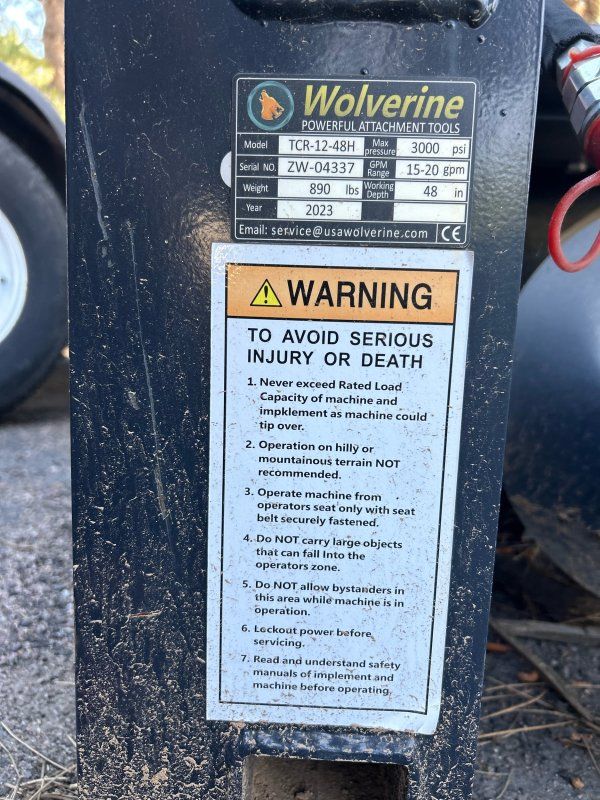 Wolverine
POWERFUL ATTACHMENT TOOLS
Model TCR-12-48H Max pressure 3000 psi
Serial NO. ZW-04337 GPM Range 15-20 gpm
Weight 890 lbs Working Depth 48 in
Year 2023
Email: service@usawolverine.com CE
WARNING
TO AVOID SERIOUS
INJURY OR DEATH
1. Never exceed Rated Load
Capacity of machine and
impklement as machine could
tip over.
2. Operation on hilly or
mountainous terrain NOT
recommended.
3. Operate machine from
operators seat only with seat
belt securely fastened.
4. Do NOT carry large objects
that can fall Into the
operators zone.
5. Do NOT allow bystanders in
this area while machine is in
operation.
6. Lockout power before
servicing.
7. Read and understand safety
manuals of implement and
machine before operating.